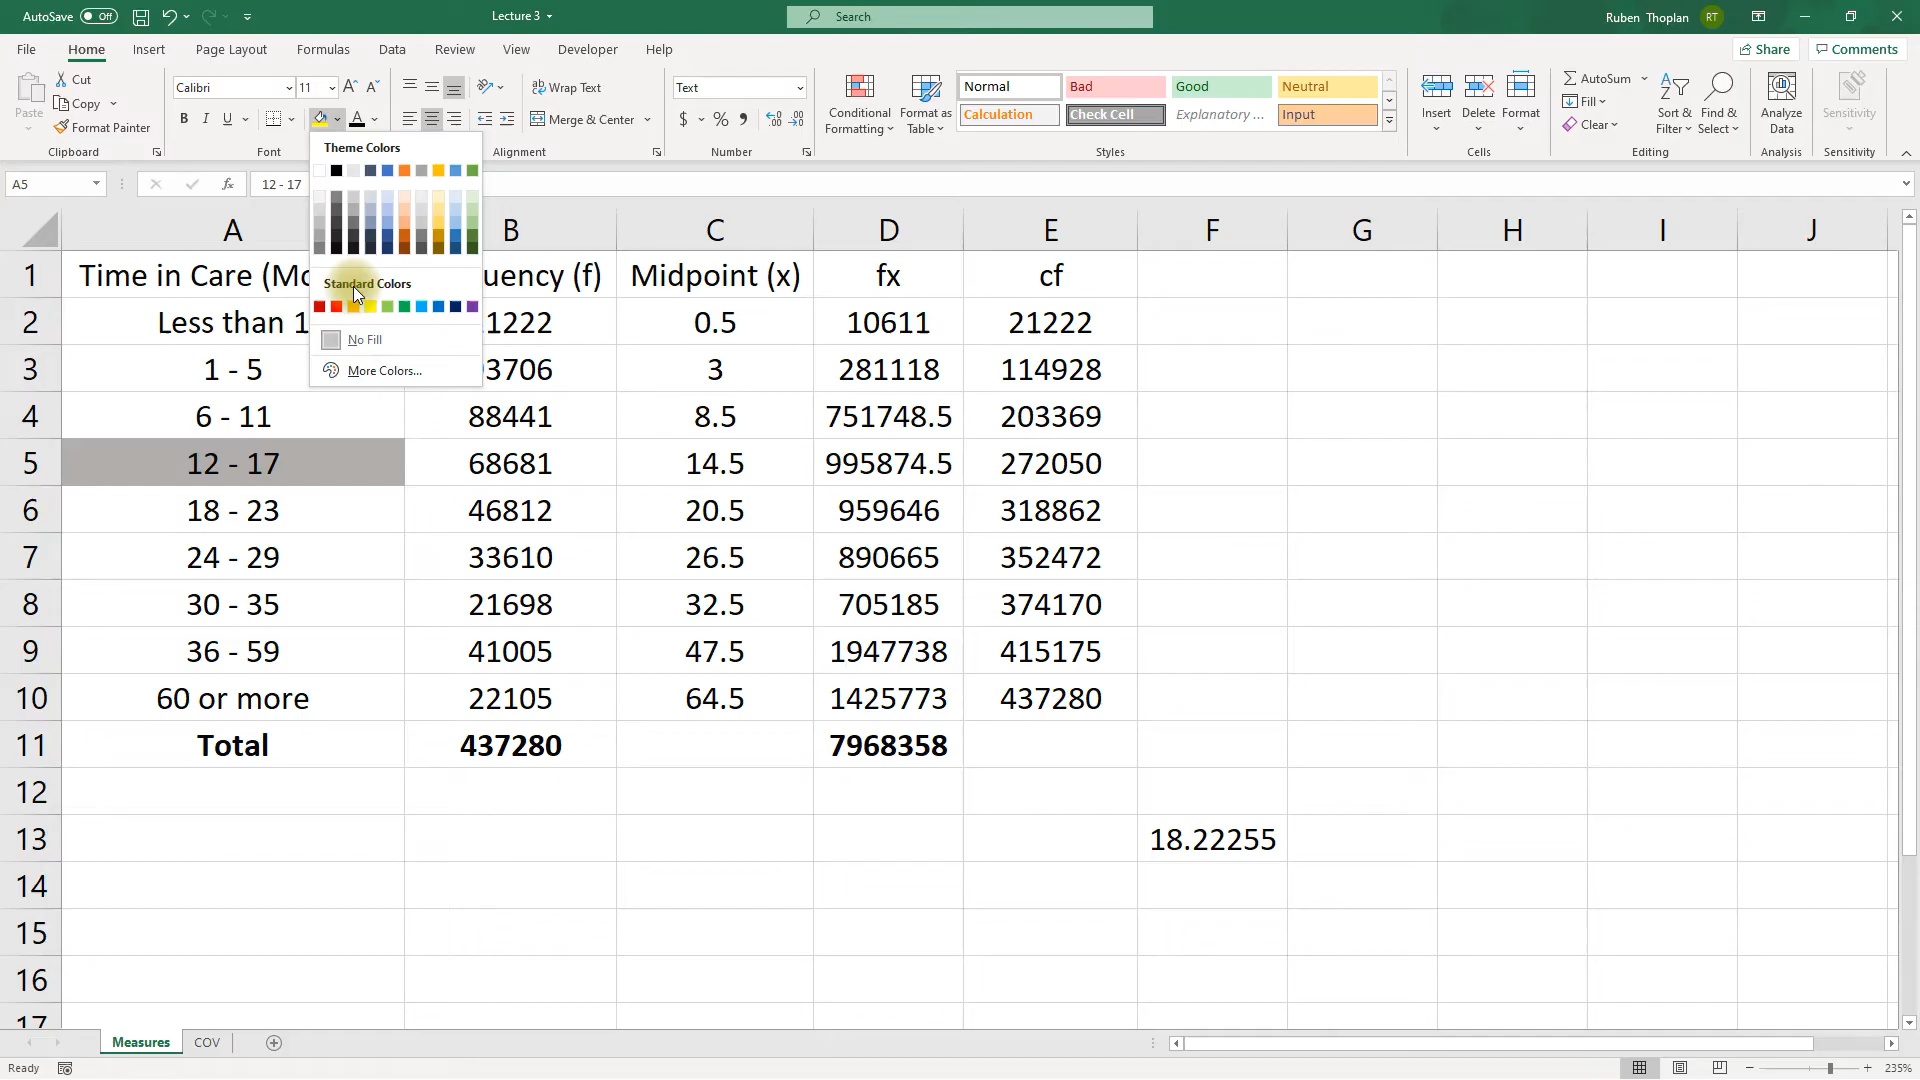 AutoSave Off Lecture 3 Search Ruben Thoplan RT
File Home Insert Page Layout Formulas Data Review View Developer Help Share Comments
Paste Cut Copy Format Painter Clipboard
Calibri 11 B I U A Font
Wrap Text Merge & Center Alignment
Text $ % Number
Conditional Formatting Format as Table
Normal Bad Good Neutral
Calculation Check Cell Explanatory ... Input
Styles
Insert Delete Format Cells
AutoSum Fill Clear Sort & Filter Find & Select Editing
Analyze Data Analysis
Sensitivity Sensitivity
Theme Colors
Standard Colors
No Fill
More Colors...
A5 fx 12 - 17
A B C D E F G H I J
1 Time in Care (Mo uency (f) Midpoint (x) fx cf
2 Less than 1 1222 0.5 10611 21222
3 1 - 5 3706 3 281118 114928
4 6 - 11 88441 8.5 751748.5 203369
5 12 - 17 68681 14.5 995874.5 272050
6 18 - 23 46812 20.5 959646 318862
7 24 - 29 33610 26.5 890665 352472
8 30 - 35 21698 32.5 705185 374170
9 36 - 59 41005 47.5 1947738 415175
10 60 or more 22105 64.5 1425773 437280
11 Total 437280 7968358
12
13 18.22255
14
15
16
17
Measures COV
Ready 235%